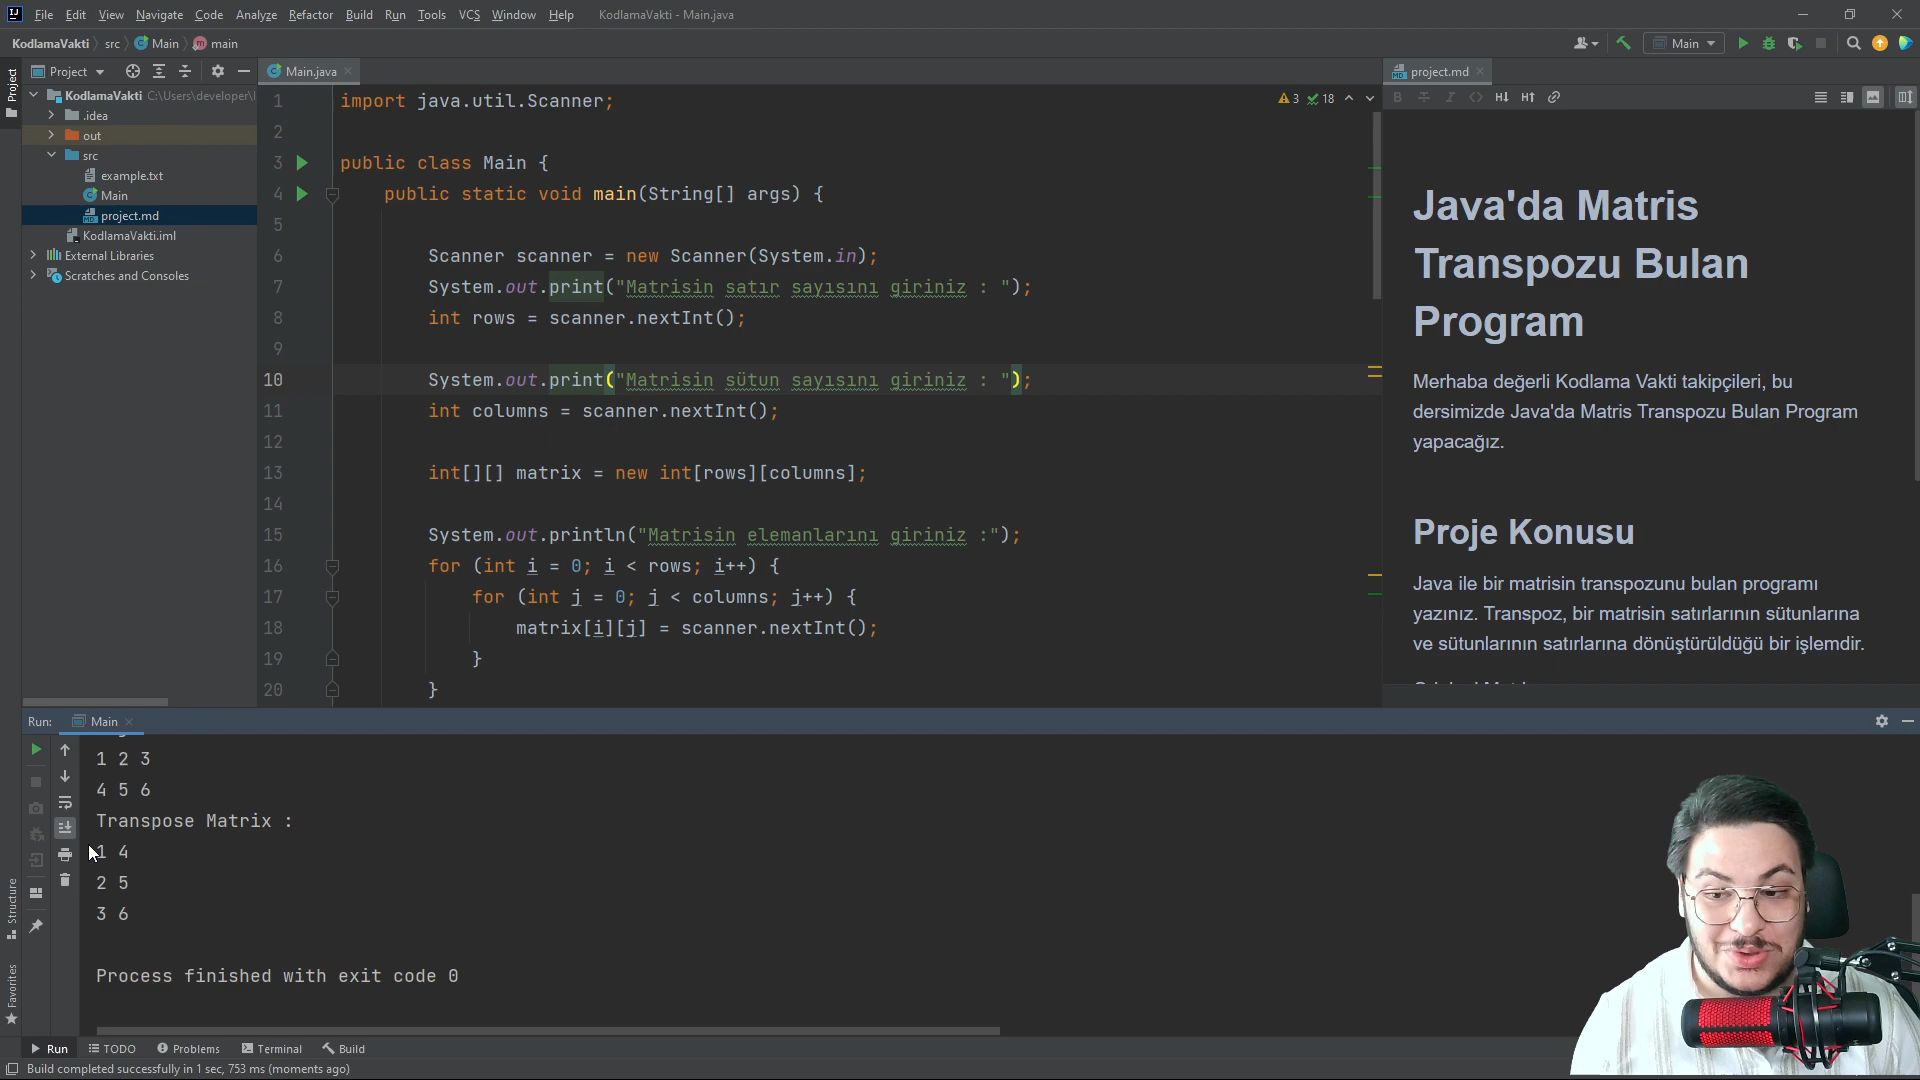 File Edit View Navigate Code Analyze Refactor Build Run Tools VCS Window Help KodlamaVakti - Main.java
KodlamaVakti src Main main
Main
Project
Project
Main.java
project.md
KodlamaVakti C:\Users\developer\I
.idea
out
src
example.txt
Main
project.md
KodlamaVakti.iml
External Libraries
Scratches and Consoles
3 18
1 import java.util.Scanner;
2
3 public class Main {
4 public static void main(String[] args) {
5
6 Scanner scanner = new Scanner(System.in);
7 System.out.print("Matrisin satır sayısını giriniz : ");
8 int rows = scanner.nextInt();
9
10 System.out.print("Matrisin sütun sayısını giriniz : ");
11 int columns = scanner.nextInt();
12
13 int[][] matrix = new int[rows][columns];
14
15 System.out.println("Matrisin elemanlarını giriniz :");
16 for (int i = 0; i < rows; i++) {
17 for (int j = 0; j < columns; j++) {
18 matrix[i][j] = scanner.nextInt();
19 }
20 }
Java'da Matris
Transpozu Bulan
Program
Merhaba değerli Kodlama Vakti takipçileri, bu
dersimizde Java'da Matris Transpozu Bulan Program
yapacağız.
Proje Konusu
Java ile bir matrisin transpozunu bulan programı
yazınız. Transpoz, bir matrisin satırlarının sütunlarına
ve sütunlarının satırlarına dönüştürüldüğü bir işlemdir.
Run: Main
1 2 3
4 5 6
Transpose Matrix :
1 4
2 5
3 6
Process finished with exit code 0
Structure
Favorites
Run TODO Problems Terminal Build
Build completed successfully in 1 sec, 753 ms (moments ago)